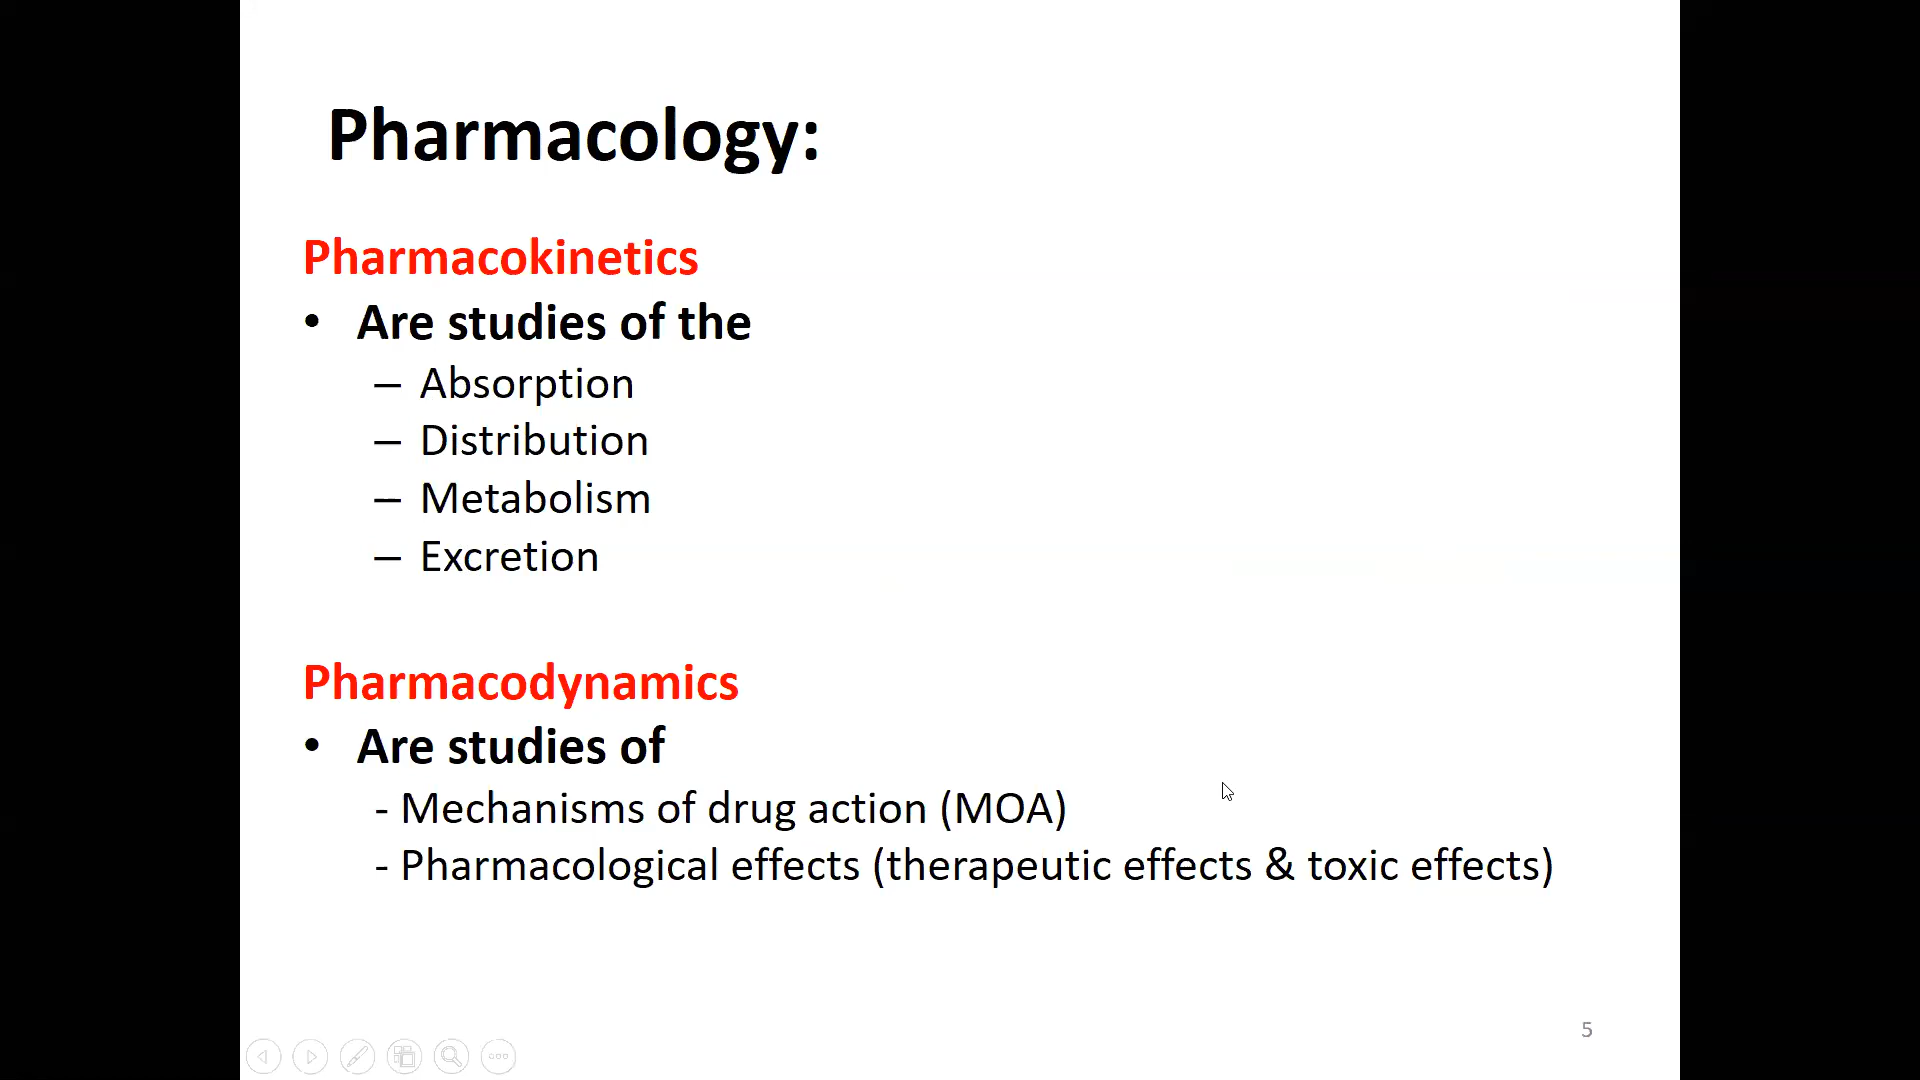 Pharmacology:
Pharmacokinetics
• Are studies of the
– Absorption
– Distribution
– Metabolism
– Excretion
Pharmacodynamics
• Are studies of
- Mechanisms of drug action (MOA)
- Pharmacological effects (therapeutic effects & toxic effects)
5